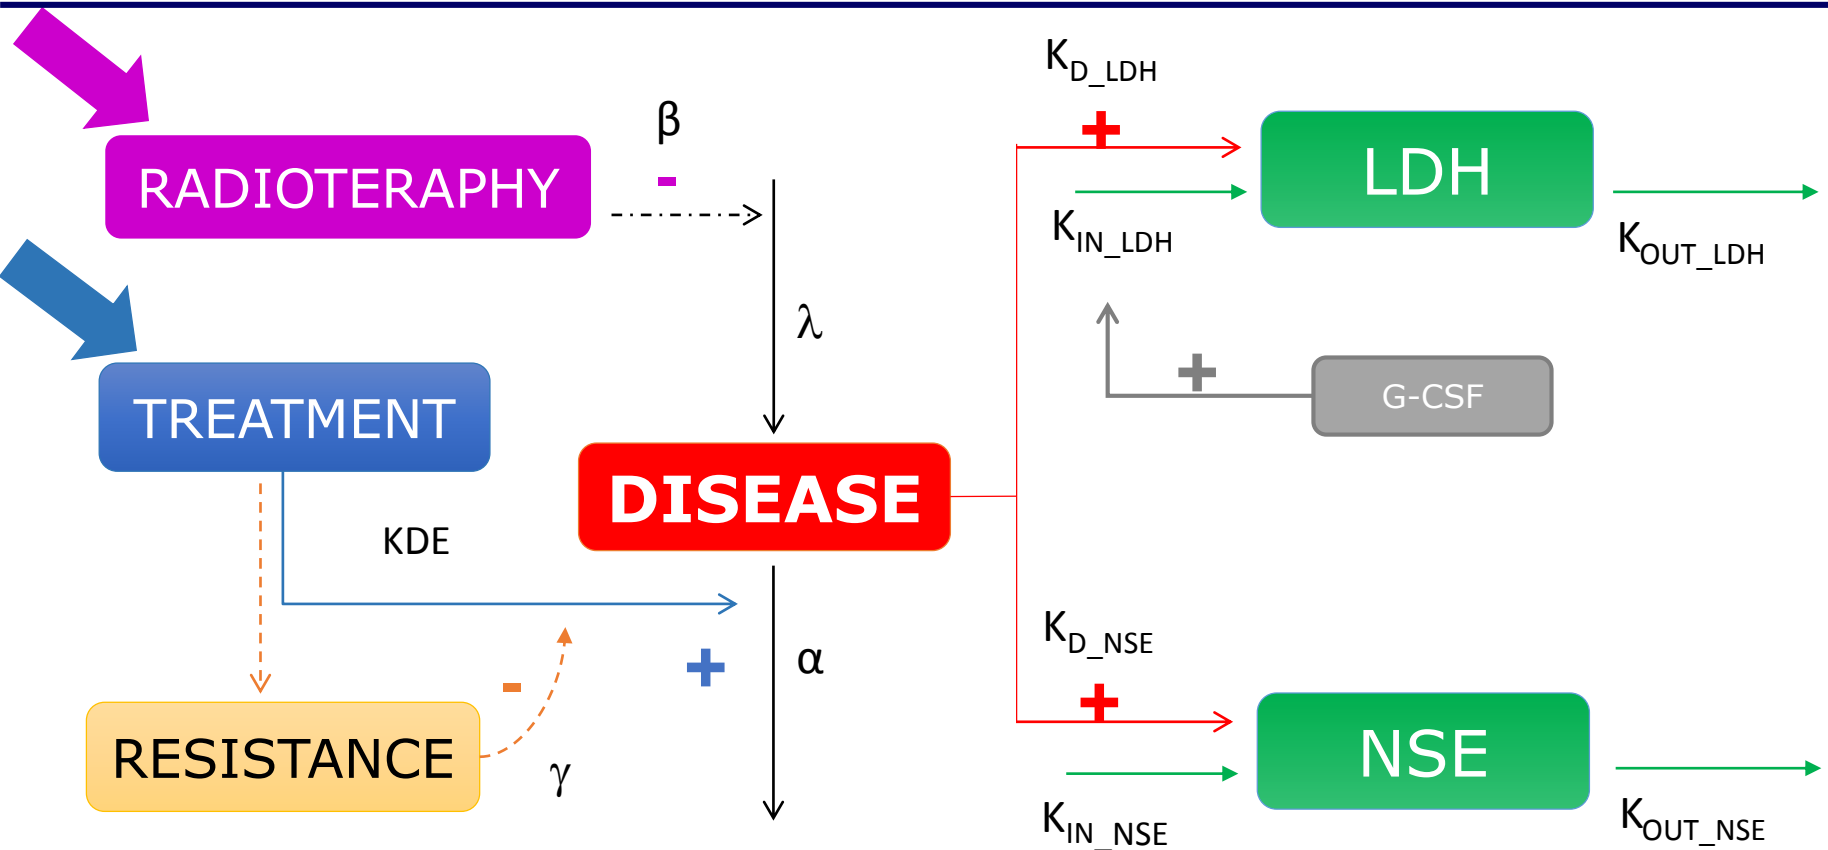 K_D_LDH
β
-
+
RADIOTERAPHY
LDH
K_IN_LDH
K_OUT_LDH
λ
TREATMENT
+
G-CSF
DISEASE
KDE
K_D_NSE
+
α
-
+
RESISTANCE
γ
NSE
K_IN_NSE
K_OUT_NSE